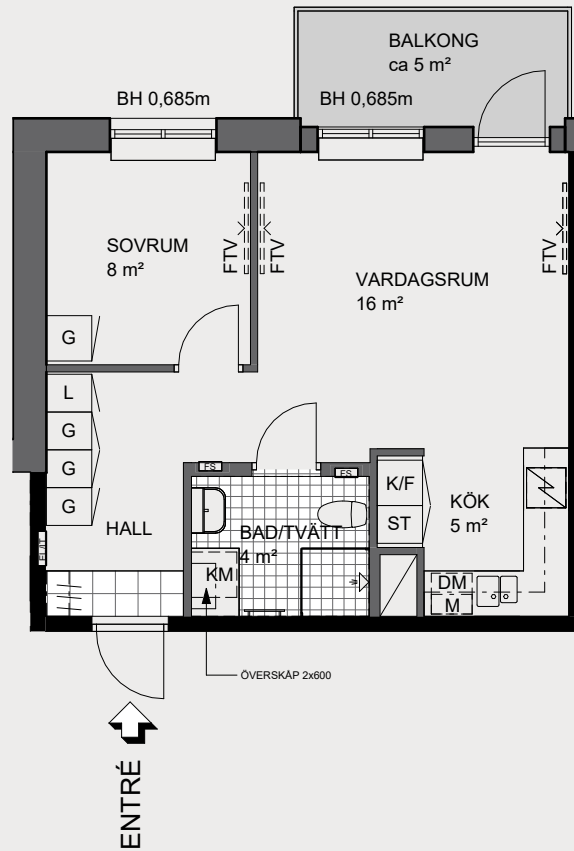 BALKONG
ca 5 m²
BH 0,685m
BH 0,685m
SOVRUM
8 m²
FTV
FTV
FTV
VARDAGSRUM
16 m²
G
L
G
G
G
FS
FS
K/F
ST
KÖK
5 m²
HALL
BAD/TVÄTT
4 m²
KM
DM
M
ÖVERSKÅP 2x600
ENTRÉ